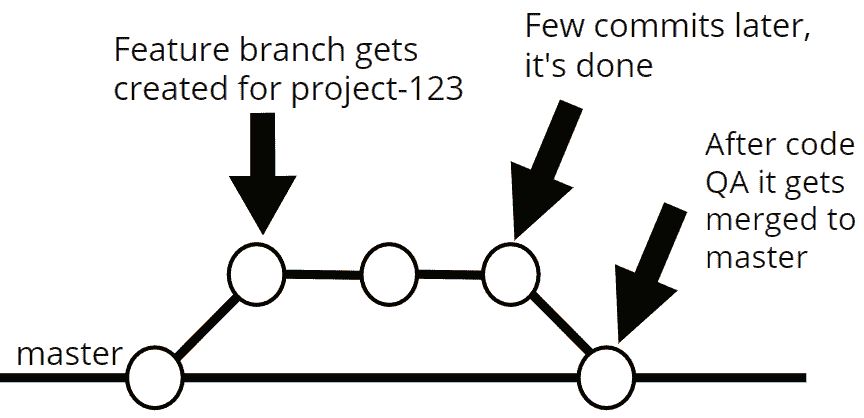 Feature branch gets
created for project-123
Few commits later,
it's done
After code
QA it gets
merged to
master
master